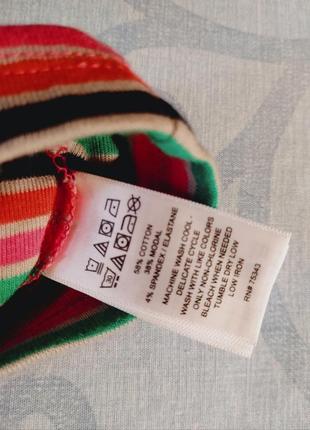 58% COTTON
38% MODAL
4% SPANDEX / ELASTANE
MACHINE WASH COOL -
DELICATE CYCLE
WASH WITH LIKE COLORS
ONLY NON-CHLORINE
BLEACH WHEN NEEDED
TUMBLE DRY LOW
LOW IRON
RN# 75343